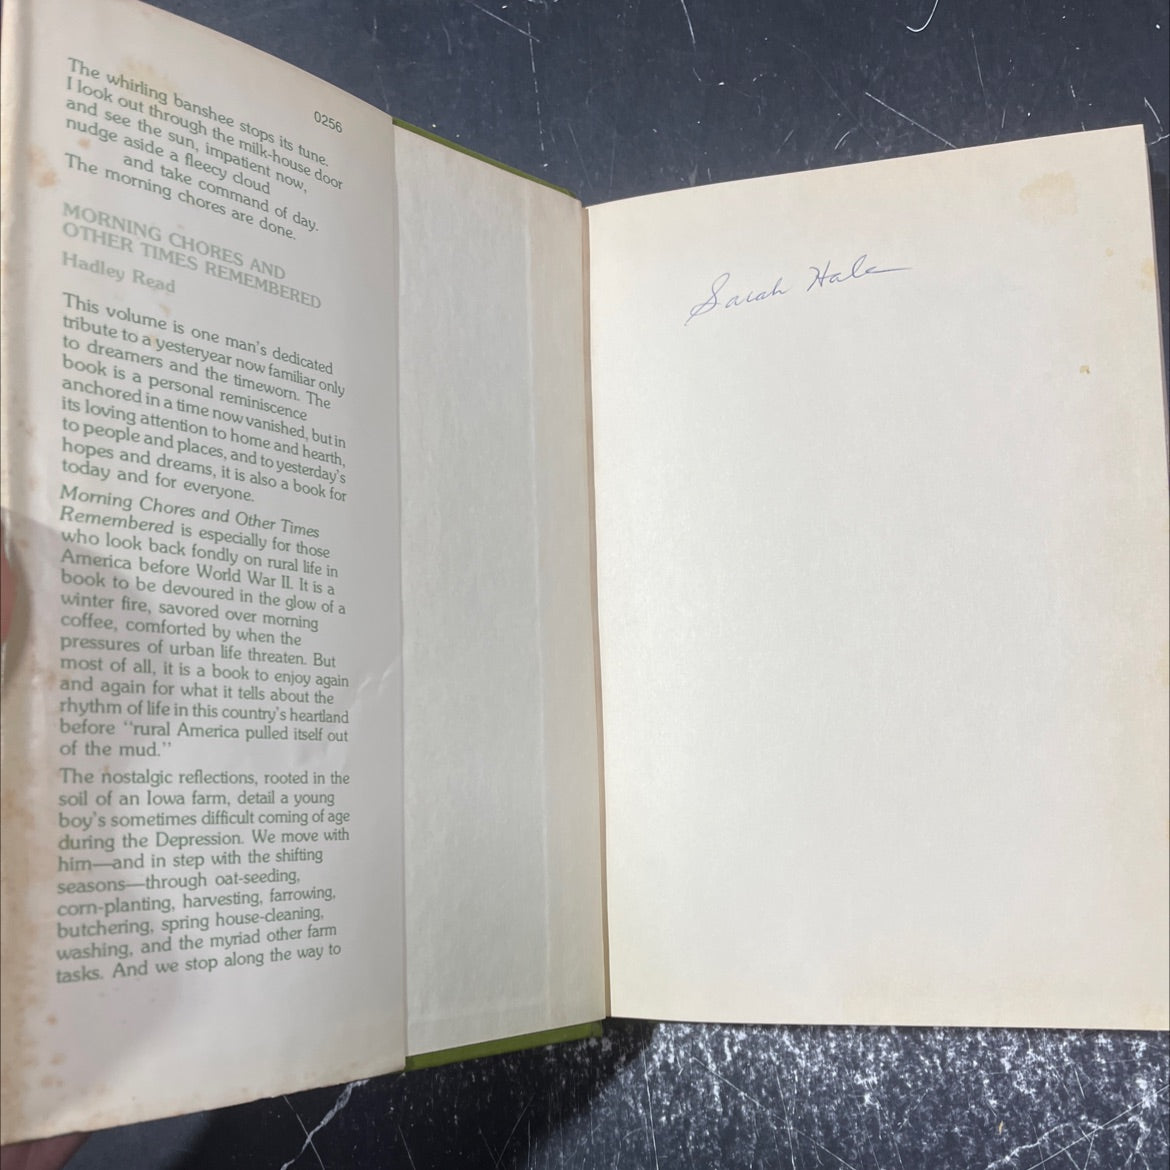 0256
The whirling banshee stops its tune.
I look out through the milk-house door
and see the sun, impatient now,
nudge aside a fleecy cloud
and take command of day.
The morning chores are done.
MORNING CHORES AND
OTHER TIMES REMEMBERED
Hadley Read
This volume is one man's dedicated
tribute to a yesteryear now familiar only
to dreamers and the timeworn. The
book is a personal reminiscence
anchored in a time now vanished, but in
its loving attention to home and hearth,
to people and places, and to yesterday's
hopes and dreams, it is also a book for
today and for everyone.
Morning Chores and Other Times
Remembered is especially for those
who look back fondly on rural life in
America before World War II. It is a
book to be devoured in the glow of a
winter fire, savored over morning
coffee, comforted by when the
pressures of urban life threaten. But
most of all, it is a book to enjoy again
and again for what it tells about the
rhythm of life in this country's heartland
before "rural America pulled itself out
of the mud."
The nostalgic reflections, rooted in the
soil of an Iowa farm, detail a young
boy's sometimes difficult coming of age
during the Depression. We move with
him—and in step with the shifting
seasons—through oat-seeding,
corn-planting, harvesting, farrowing,
butchering, spring house-cleaning,
washing, and the myriad other farm
tasks. And we stop along the way to
Sarah Hale